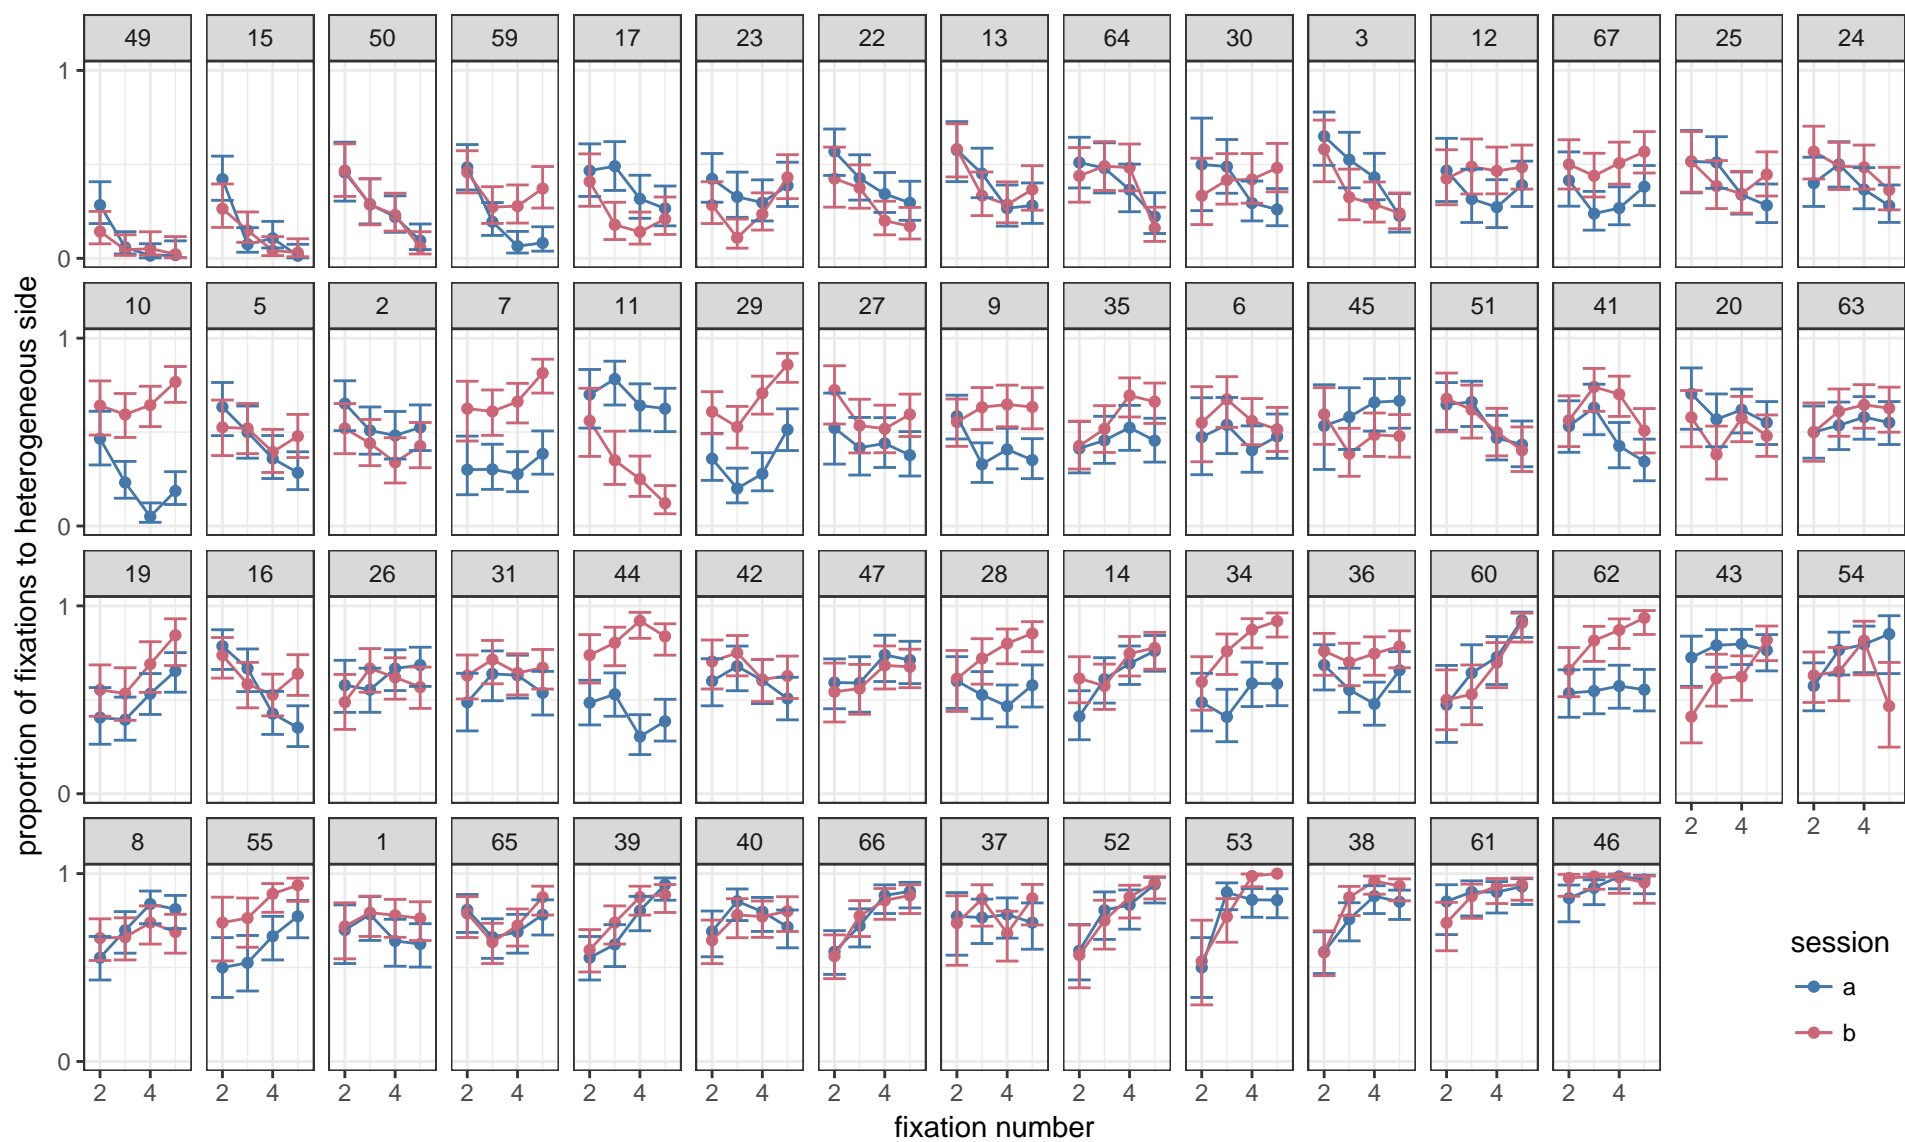 proportion of fixations to heterogeneous side
49 15 50 59 17 23 22 13 64 30 3 12 67 25 24
1
0
10 5 2 7 11 29 27 9 35 6 45 51 41 20 63
1
0
19 16 26 31 44 42 47 28 14 34 36 60 62 43 54
1
0
2 4 2 4
8 55 1 65 39 40 66 37 52 53 38 61 46
1
0
2 4 2 4 2 4 2 4 2 4 2 4 2 4 2 4 2 4 2 4 2 4 2 4 2 4
fixation number
session
a
b